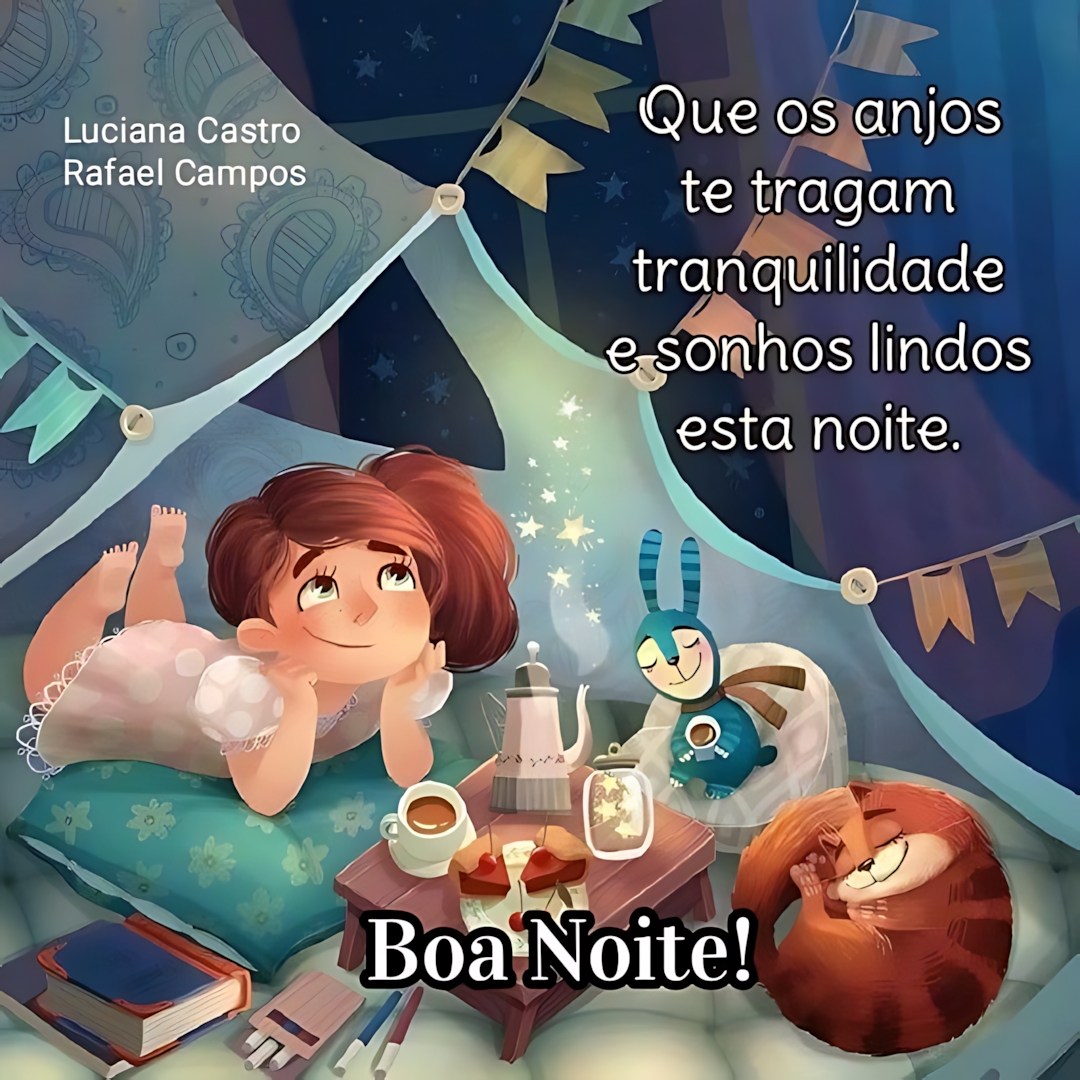 Luciana Castro
Rafael Campos
Que os anjos
te tragam
tranquilidade
e sonhos lindos
esta noite.
Boa Noite!